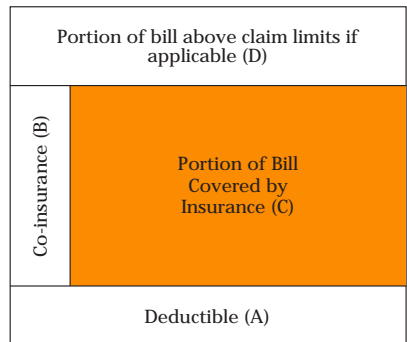 Portion of bill above claim limits if
applicable (D)
Co-insurance (B)
Portion of Bill
Covered by
Insurance (C)
Deductible (A)